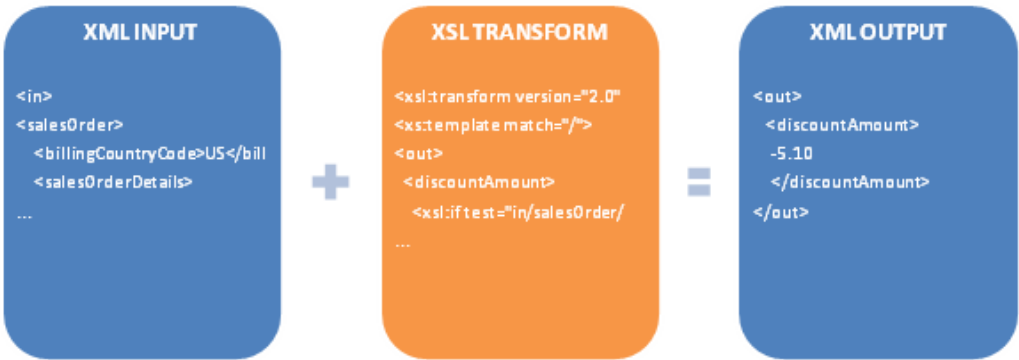 XML INPUT
<in>
<salesOrder>
<billingCountryCode>US</bill
<salesOrderDetails>
...
+
XSL TRANSFORM
<xsl:transform version="2.0"
<xs:template match="/">
<out>
<discountAmount>
<xsl:if test="in/salesOrder/
...
=
XML OUTPUT
<out>
<discountAmount>
-5.10
</discountAmount>
</out>